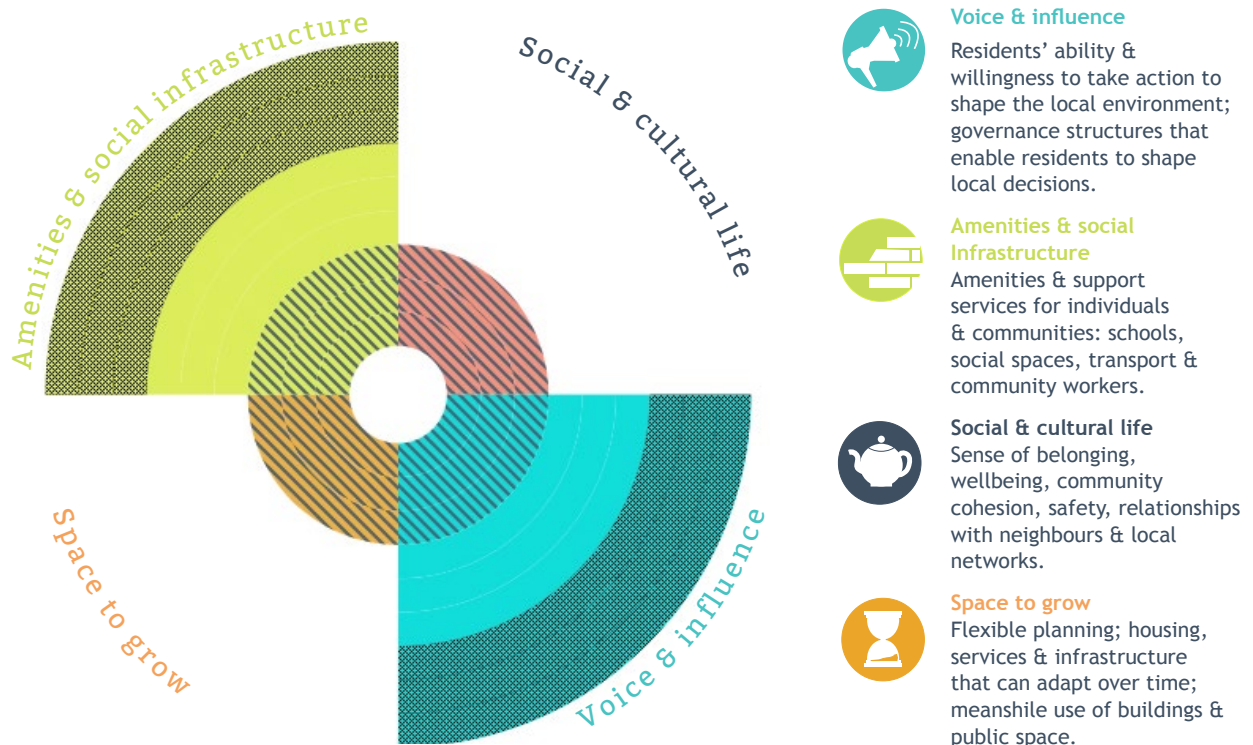 Amenities & social infrastructure
Social & cultural life
Space to grow
Voice & influence
Voice & influence
Residents’ ability &
willingness to take action to
shape the local environment;
governance structures that
enable residents to shape
local decisions.
Amenities & social
Infrastructure
Amenities & support
services for individuals
& communities: schools,
social spaces, transport &
community workers.
Social & cultural life
Sense of belonging,
wellbeing, community
cohesion, safety, relationships
with neighbours & local
networks.
Space to grow
Flexible planning; housing,
services & infrastructure
that can adapt over time;
meanshile use of buildings &
public space.